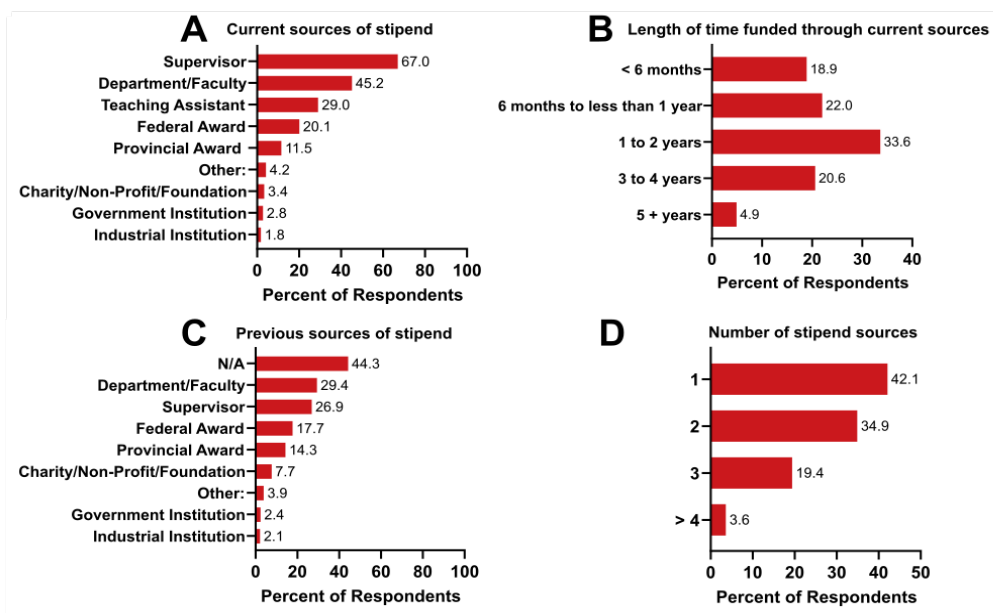 A
Current sources of stipend
Supervisor
67.0
Department/Faculty
45.2
Teaching Assistant
29.0
Federal Award
20.1
Provincial Award
11.5
Other:
4.2
Charity/Non-Profit/Foundation
3.4
Government Institution
2.8
Industrial Institution
1.8
0 20 40 60 80 100
Percent of Respondents
B
Length of time funded through current sources
< 6 months
18.9
6 months to less than 1 year
22.0
1 to 2 years
33.6
3 to 4 years
20.6
5 + years
4.9
0 10 20 30 40
Percent of Respondents
C
Previous sources of stipend
N/A
44.3
Department/Faculty
29.4
Supervisor
26.9
Federal Award
17.7
Provincial Award
14.3
Charity/Non-Profit/Foundation
7.7
Other:
3.9
Government Institution
2.4
Industrial Institution
2.1
0 20 40 60 80 100
Percent of Respondents
D
Number of stipend sources
1
42.1
2
34.9
3
19.4
> 4
3.6
0 10 20 30 40 50
Percent of Respondents